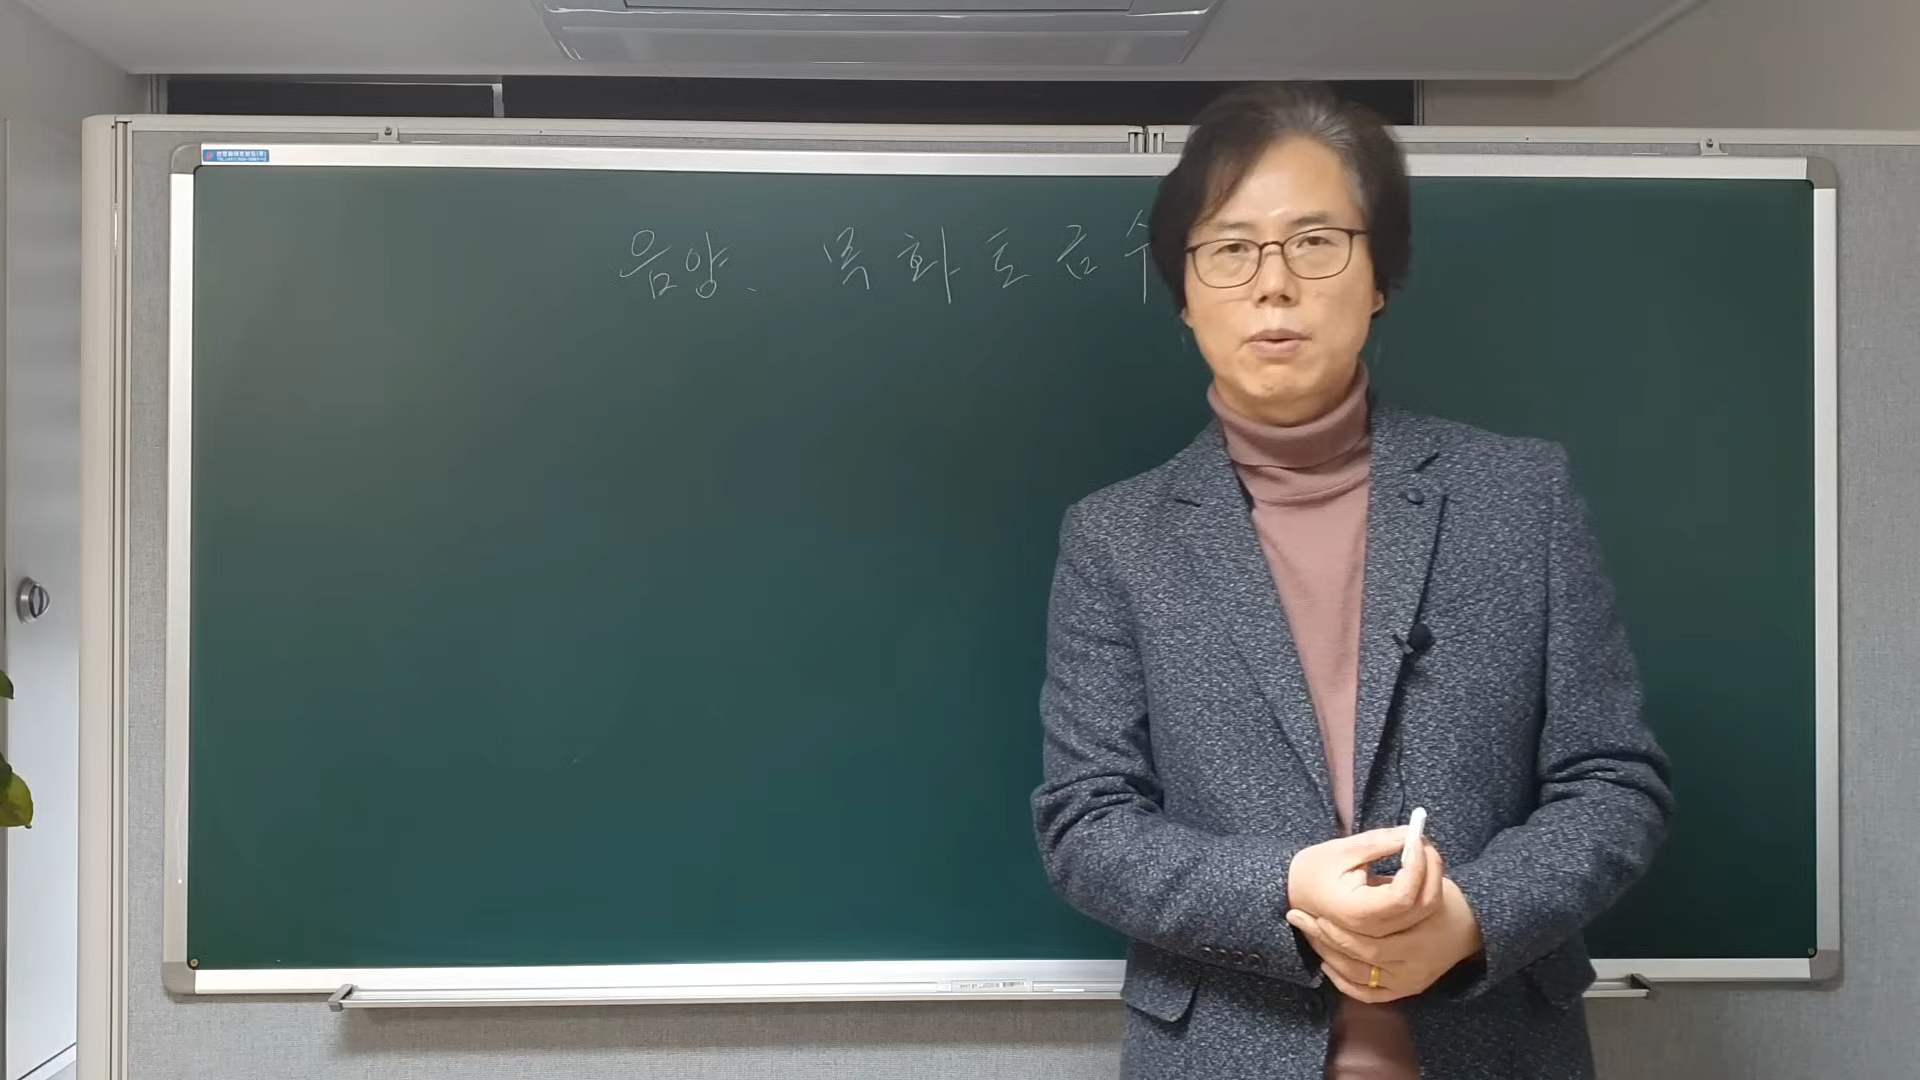 음양. 목 화 토 금 수